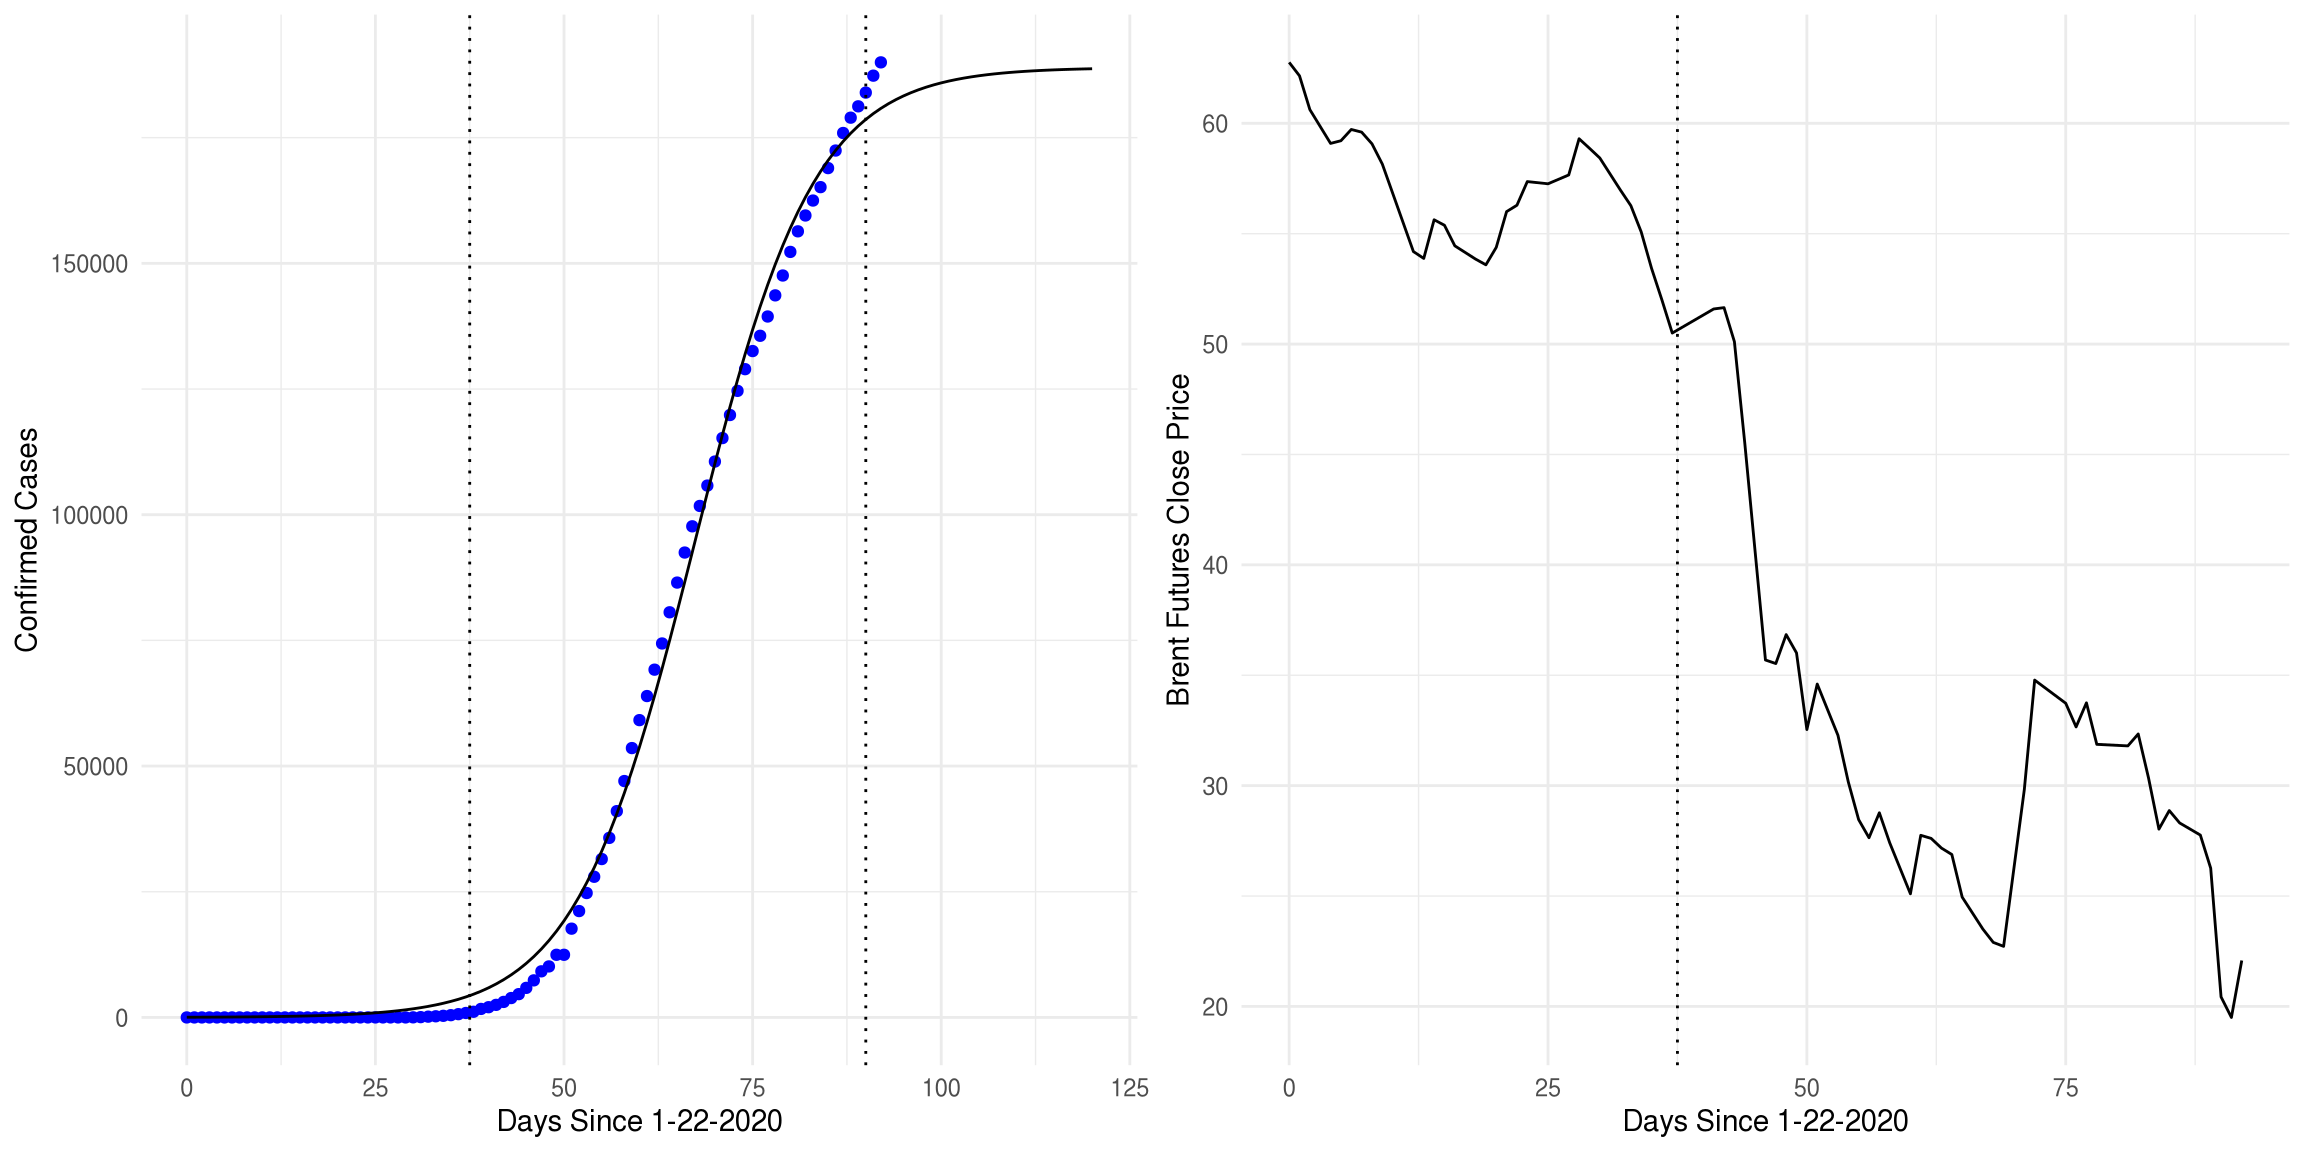 Confirmed Cases
150000
100000
50000
0
0 25 50 75 100 125
Days Since 1-22-2020
Brent Futures Close Price
60
50
40
30
20
0 25 50 75
Days Since 1-22-2020